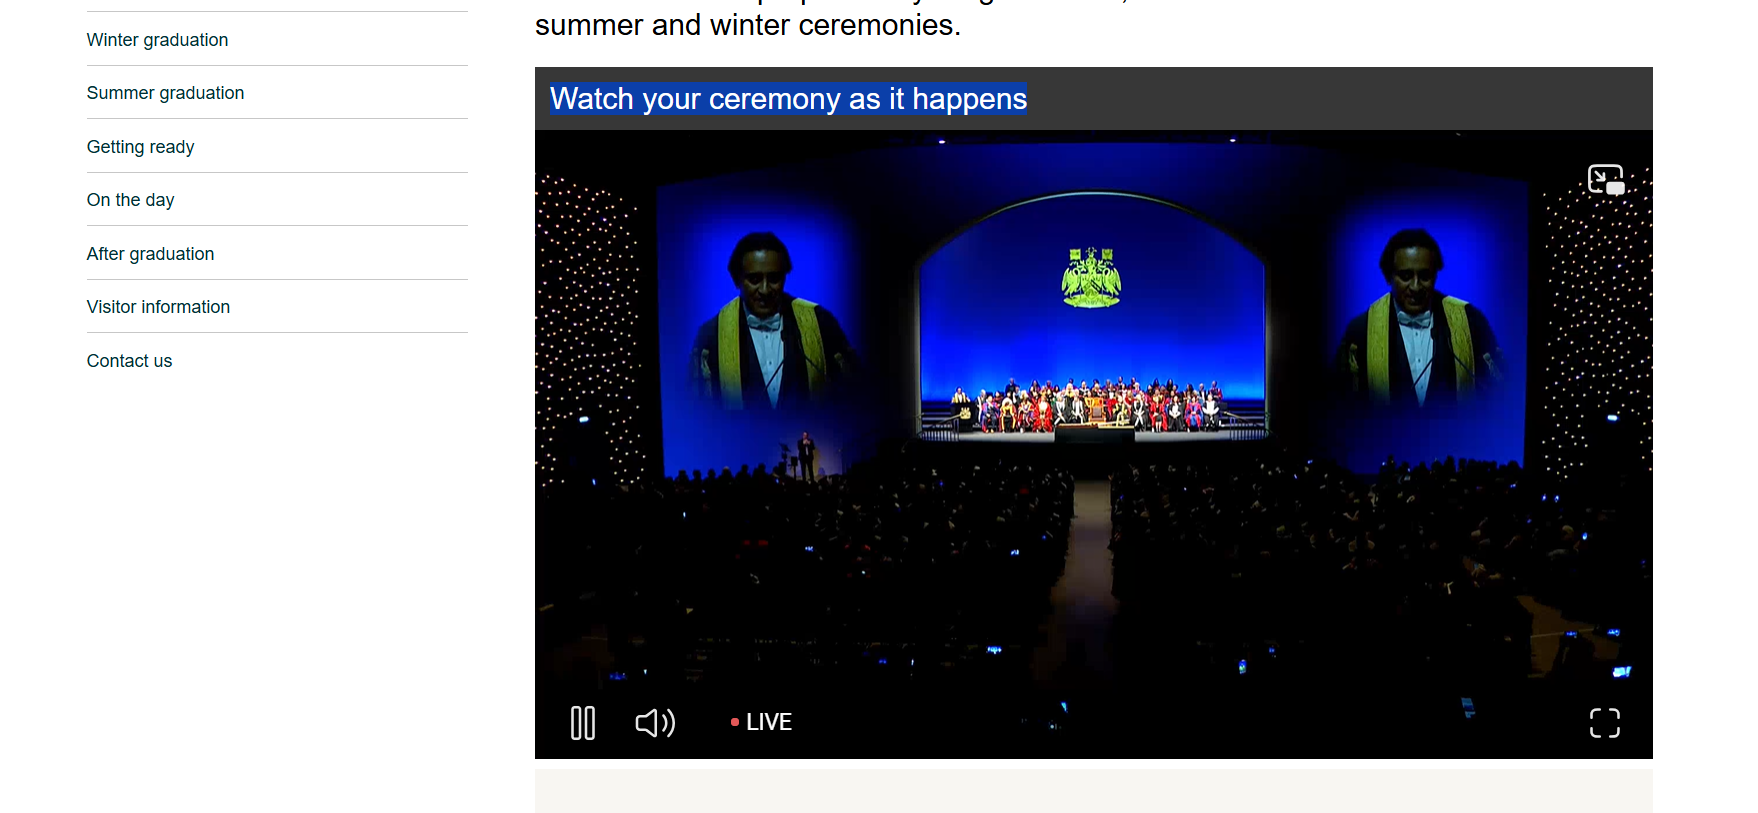 summer and winter ceremonies.
Winter graduation
Summer graduation
Getting ready
On the day
After graduation
Visitor information
Contact us
Watch your ceremony as it happens
LIVE